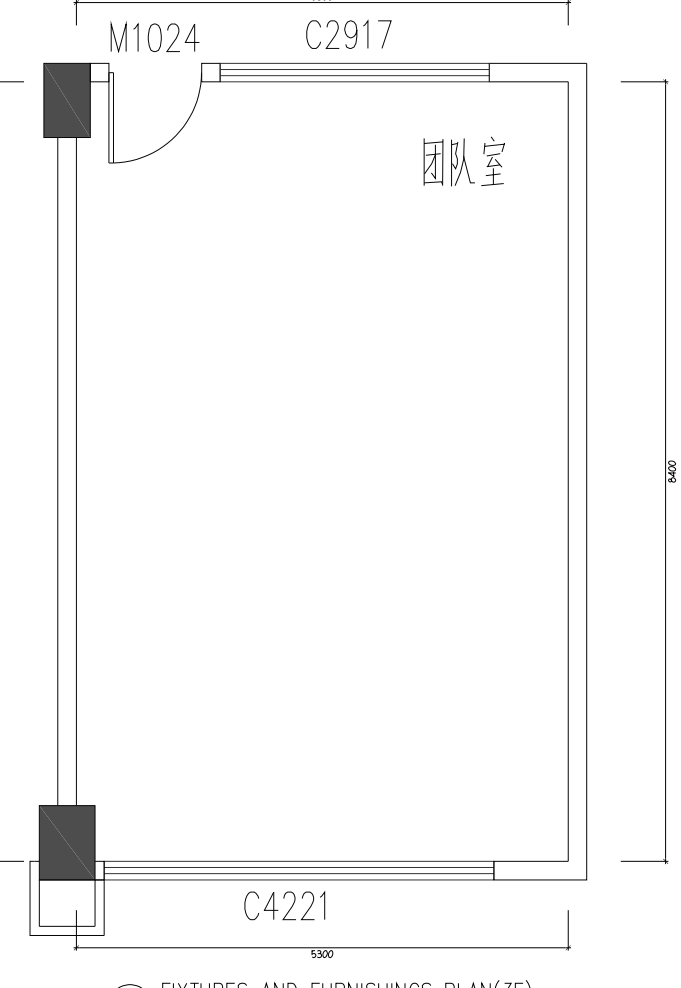 M1024
C2917
团队室
8400
C4221
5300
FIXTURES AND FURNISHINGS PLAN(3F)